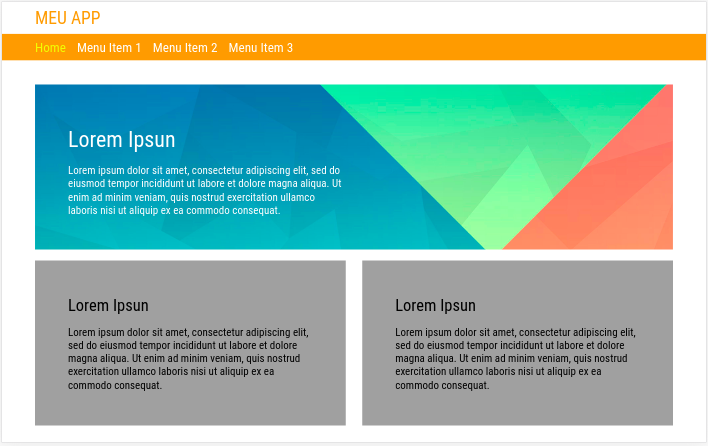 MEU APP
Home Menu Item 1 Menu Item 2 Menu Item 3
Lorem Ipsun
Lorem ipsum dolor sit amet, consectetur adipiscing elit, sed do
eiusmod tempor incididunt ut labore et dolore magna aliqua. Ut
enim ad minim veniam, quis nostrud exercitation ullamco
laboris nisi ut aliquip ex ea commodo consequat.
Lorem Ipsun
Lorem ipsum dolor sit amet, consectetur adipiscing elit,
sed do eiusmod tempor incididunt ut labore et dolore
magna aliqua. Ut enim ad minim veniam, quis nostrud
exercitation ullamco laboris nisi ut aliquip ex ea
commodo consequat.
Lorem Ipsun
Lorem ipsum dolor sit amet, consectetur adipiscing elit,
sed do eiusmod tempor incididunt ut labore et dolore
magna aliqua. Ut enim ad minim veniam, quis nostrud
exercitation ullamco laboris nisi ut aliquip ex ea
commodo consequat.